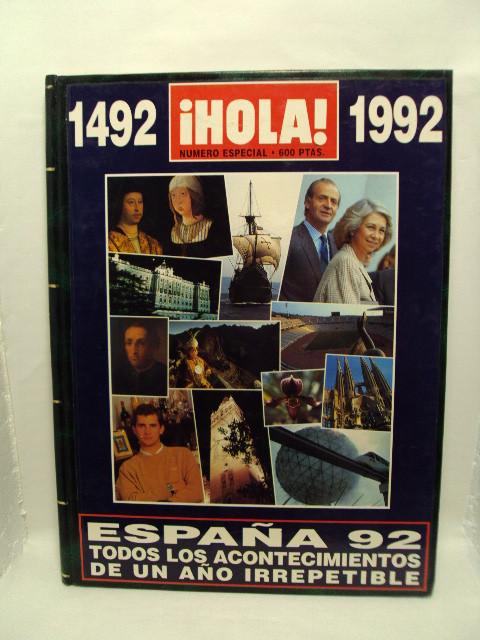 1492 ¡HOLA! 1992
NUMERO ESPECIAL • 600 PTAS.
ESPAÑA 92
TODOS LOS ACONTECIMIENTOS
DE UN AÑO IRREPETIBLE